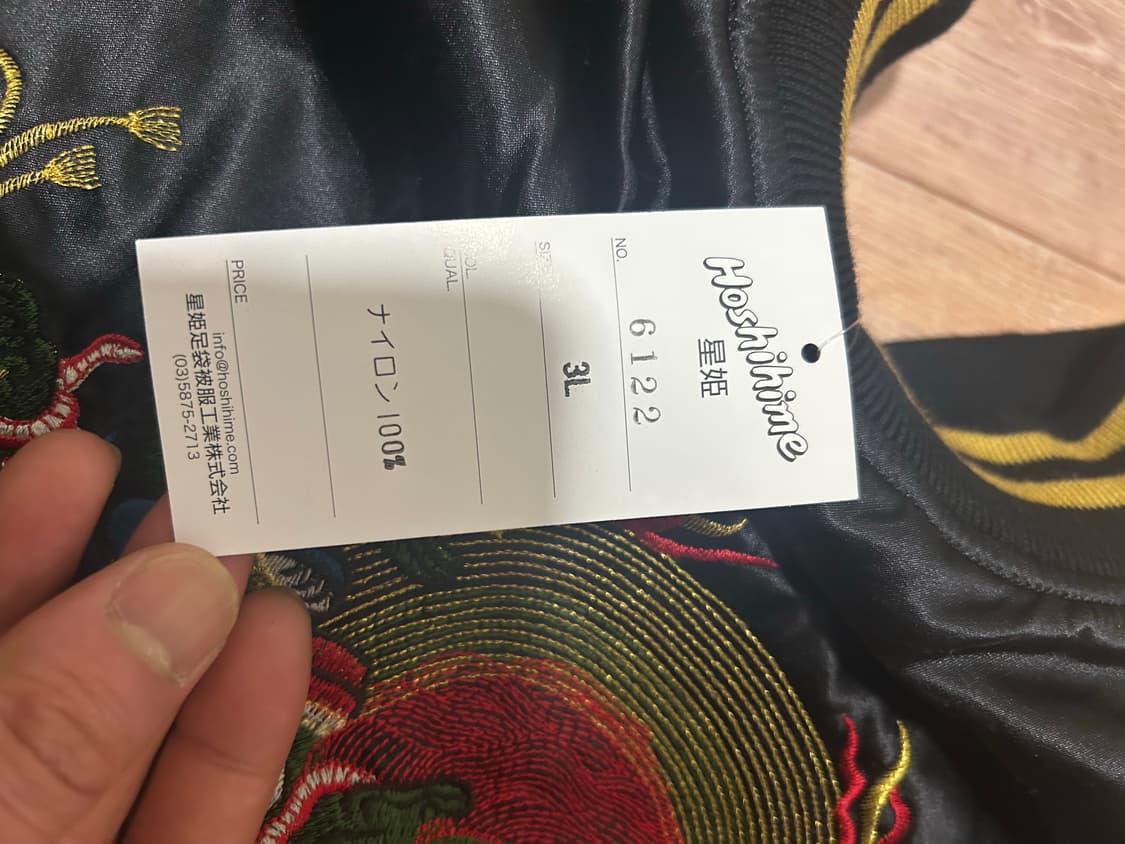 Hoshihime
星姫
NO. 6122
SIZE 3L
COL.
QUAL.
ナイロン100%
PRICE
info@hoshihime.com
星姫足袋被服工業株式会社
(03)5875-2713